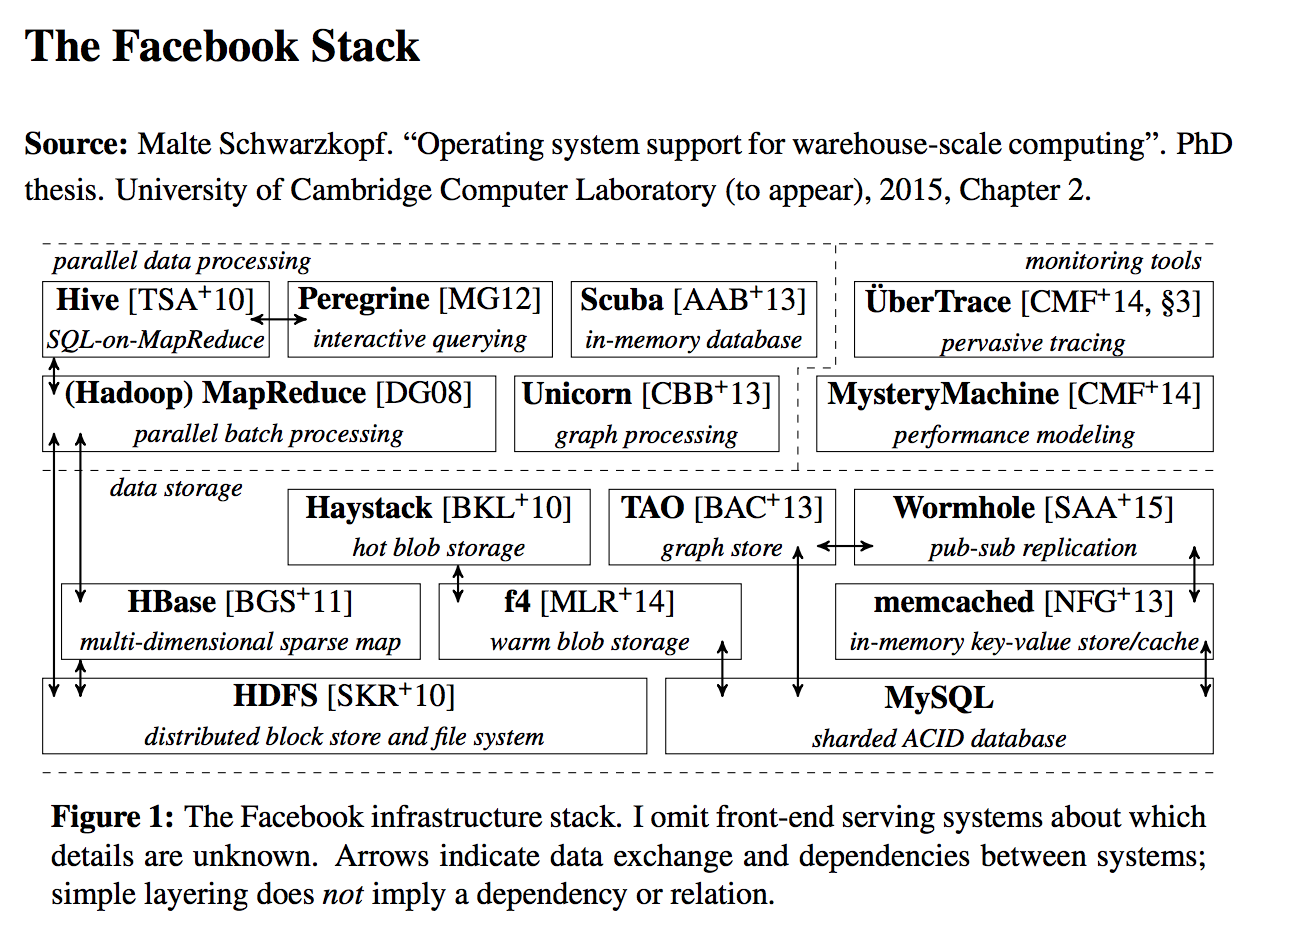 The Facebook Stack
Source: Malte Schwarzkopf. “Operating system support for warehouse-scale computing”. PhD
thesis. University of Cambridge Computer Laboratory (to appear), 2015, Chapter 2.
parallel data processing
monitoring tools
Hive [TSA+10]
SQL-on-MapReduce
Peregrine [MG12]
interactive querying
Scuba [AAB+13]
in-memory database
ÜberTrace [CMF+14, §3]
pervasive tracing
(Hadoop) MapReduce [DG08]
parallel batch processing
Unicorn [CBB+13]
graph processing
MysteryMachine [CMF+14]
performance modeling
data storage
Haystack [BKL+10]
hot blob storage
TAO [BAC+13]
graph store
Wormhole [SAA+15]
pub-sub replication
HBase [BGS+11]
multi-dimensional sparse map
f4 [MLR+14]
warm blob storage
memcached [NFG+13]
in-memory key-value store/cache
HDFS [SKR+10]
distributed block store and file system
MySQL
sharded ACID database
Figure 1: The Facebook infrastructure stack. I omit front-end serving systems about which
details are unknown. Arrows indicate data exchange and dependencies between systems;
simple layering does not imply a dependency or relation.